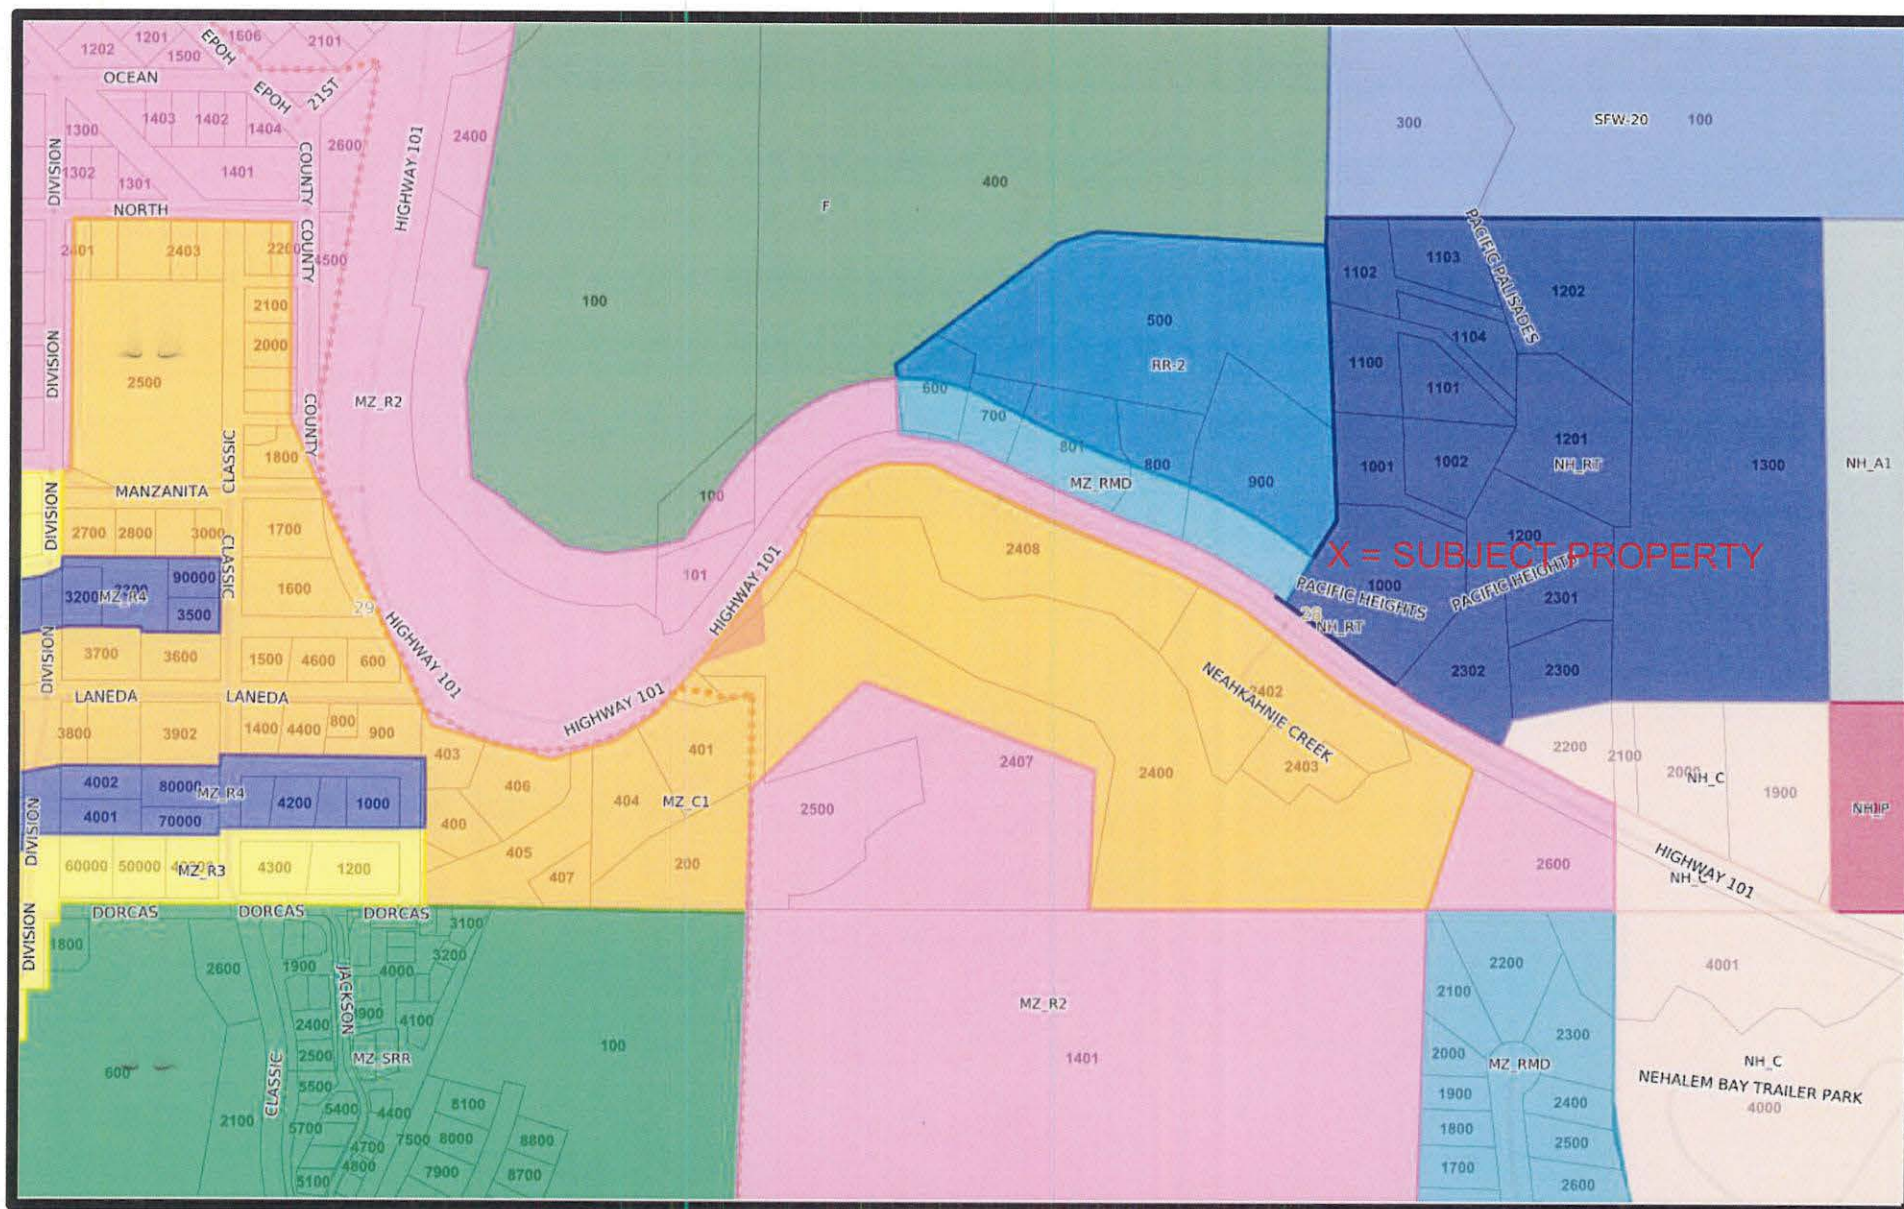 1202
1201
1500
EPOH
1606
2101
OCEAN
EPOH
21ST
1403
1402
1404
1300
1302
1301
1401
DIVISION
COUNTY
2600
HIGHWAY 101
2400
NORTH
2401
2403
COUNTY
4500
2100
2000
2500
DIVISION
COUNTY
MZ_R2
CLASSIC
1800
MANZANITA
DIVISION
2700
2800
3000
1700
CLASSIC
3200
MZ_R4
90000
3500
1600
29
HIGHWAY 101
DIVISION
3700
3600
1500
4600
600
LANEDA
LANEDA
3800
3902
1400
4400
800
900
4002
80000
MZ_R4
4200
1000
4001
70000
DIVISION
60000
50000
MZ_R3
4300
1200
DORCAS
DORCAS
DORCAS
DIVISION
403
406
404
401
MZ_C1
400
405
407
200
HIGHWAY 101
HIGHWAY 101
100
F
400
100
101
SFW-20
300
100
500
RR-2
600
700
801
800
900
MZ_RMD
2408
PACIFIC PALISADES
1102
1103
1202
1104
1100
1101
1201
NH_RT
1001
1002
1300
NH_A1
1200
X = SUBJECT PROPERTY
1000
PACIFIC HEIGHTS
PACIFIC HEIGHTS
2301
28
NH_RT
2302
2300
2402
NEAHKAHNIE CREEK
2403
2400
2407
2500
2200
2100
NH_C
1900
NH_P
2600
HIGHWAY 101
1800
2600
1900
JACKSON
4000
3100
3200
2400
4100
2500
MZ_SRR
600
CLASSIC
5500
2100
5400
4400
5700
4700
4800
5100
7500
8100
8000
7900
8800
8700
100
MZ_R2
1401
2200
2100
2300
2000
MZ_RMD
1900
2400
1800
2500
1700
2600
4001
NH_C
NEHALEM BAY TRAILER PARK
4000